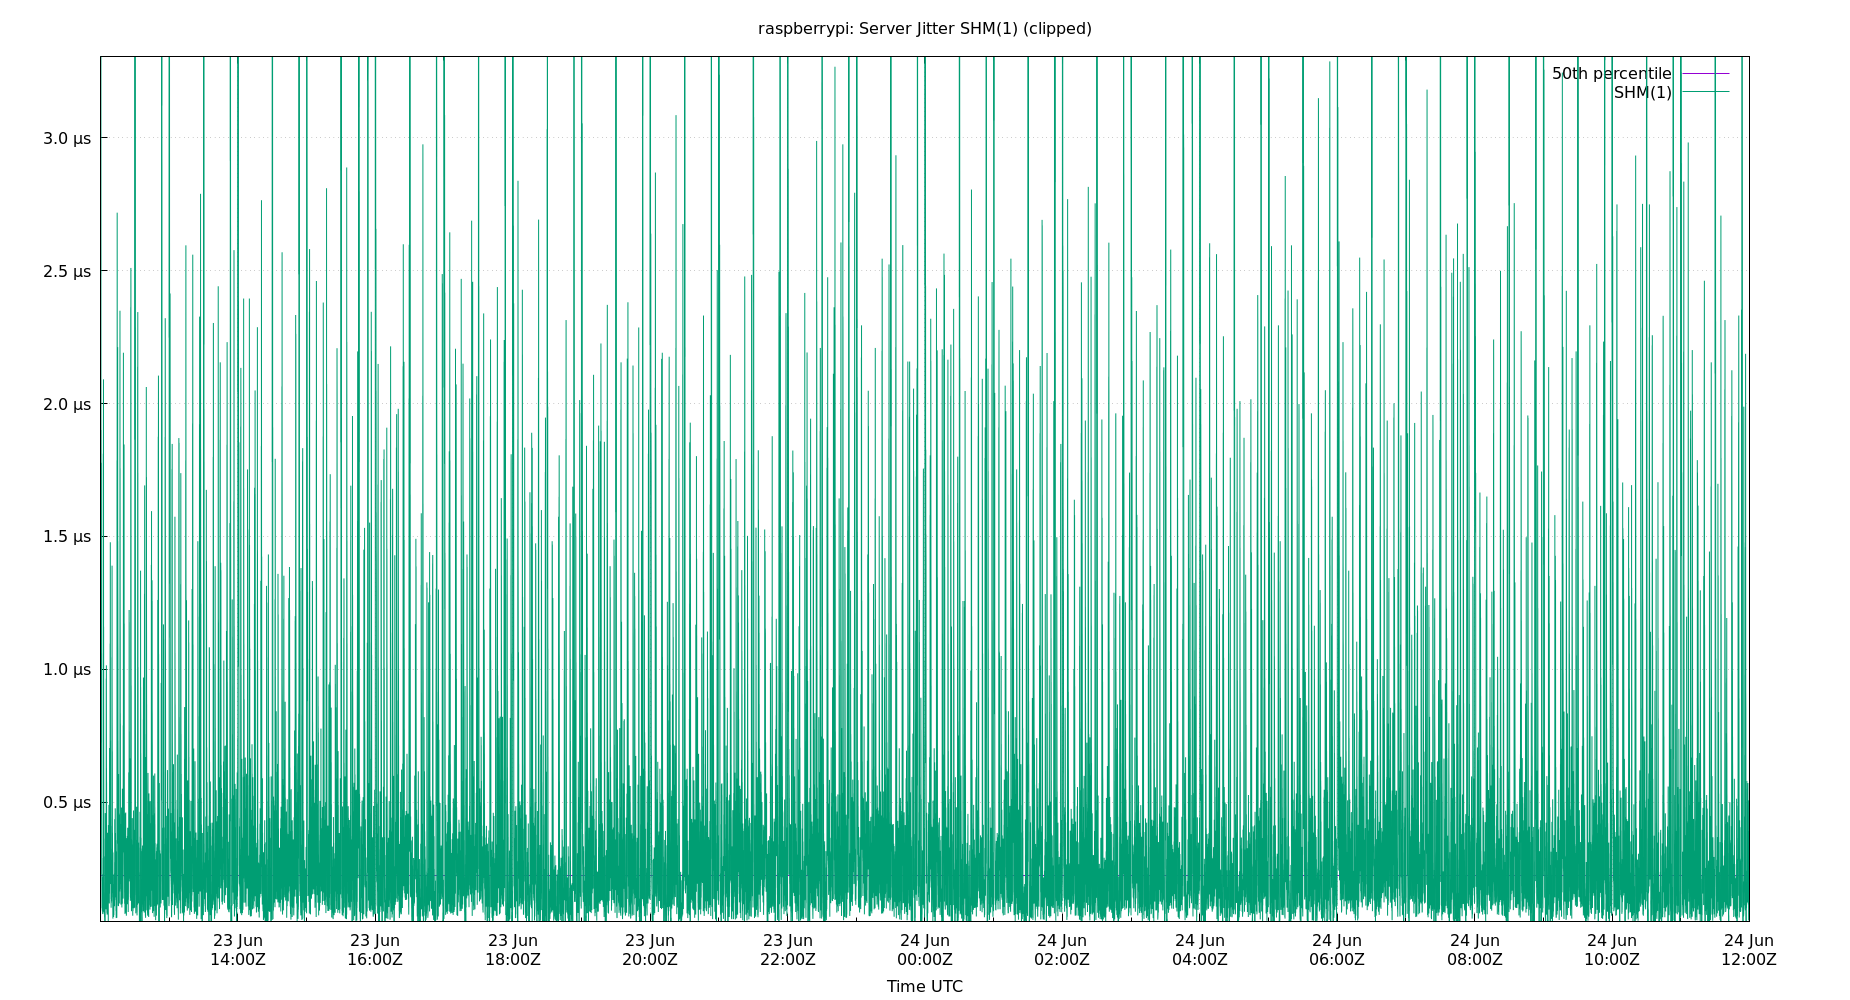 raspberrypi: Server Jitter SHM(1) (clipped)
50th percentile
SHM(1)
3.0 μs
2.5 μs
2.0 μs
1.5 μs
1.0 μs
0.5 μs
23 Jun 23 Jun 23 Jun 23 Jun 23 Jun 24 Jun 24 Jun 24 Jun 24 Jun 24 Jun 24 Jun 24 Jun
14:00Z 16:00Z 18:00Z 20:00Z 22:00Z 00:00Z 02:00Z 04:00Z 06:00Z 08:00Z 10:00Z 12:00Z
Time UTC